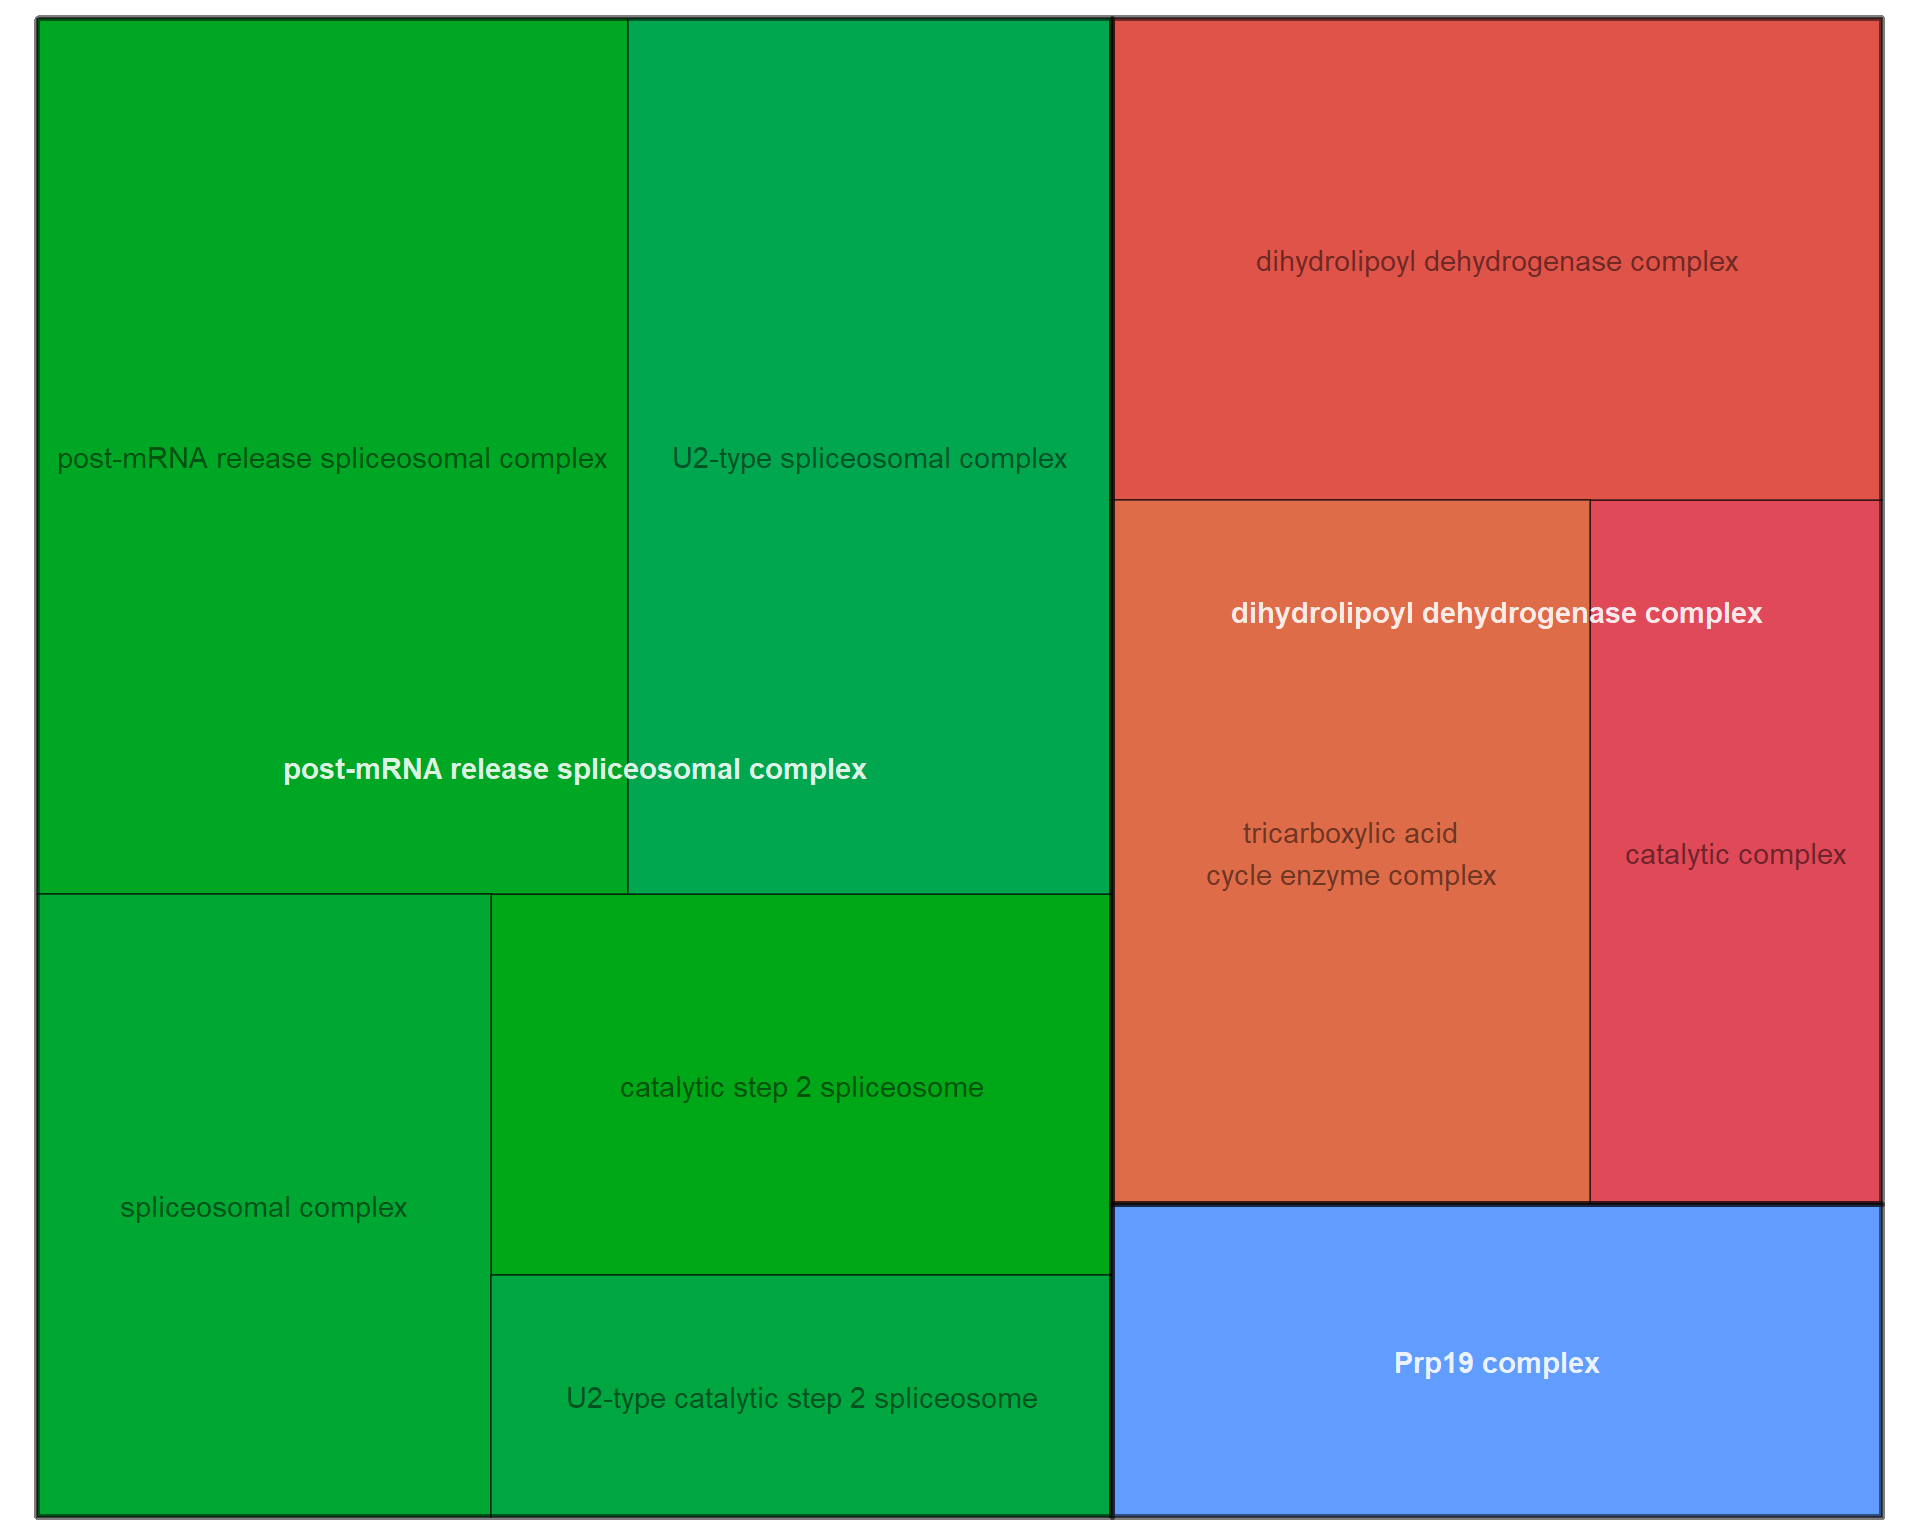 post-mRNA release spliceosomal complex
U2-type spliceosomal complex
post-mRNA release spliceosomal complex
spliceosomal complex
catalytic step 2 spliceosome
U2-type catalytic step 2 spliceosome
dihydrolipoyl dehydrogenase complex
dihydrolipoyl dehydrogenase complex
tricarboxylic acid
cycle enzyme complex
catalytic complex
Prp19 complex